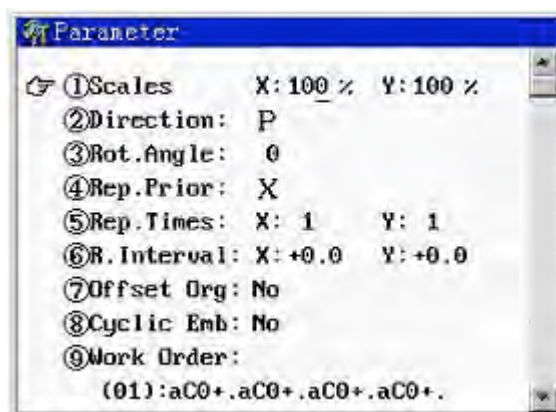 Parameter
①Scales X:100 % Y:100 %
②Direction: P
③Rot.Angle: 0
④Rep.Prior: X
⑤Rep.Times: X: 1 Y: 1
⑥R.Interval: X:+0.0 Y:+0.0
⑦Offset Org: No
⑧Cyclic Emb: No
⑨Work Order:
(01):aC0+.aC0+.aC0+.aC0+.